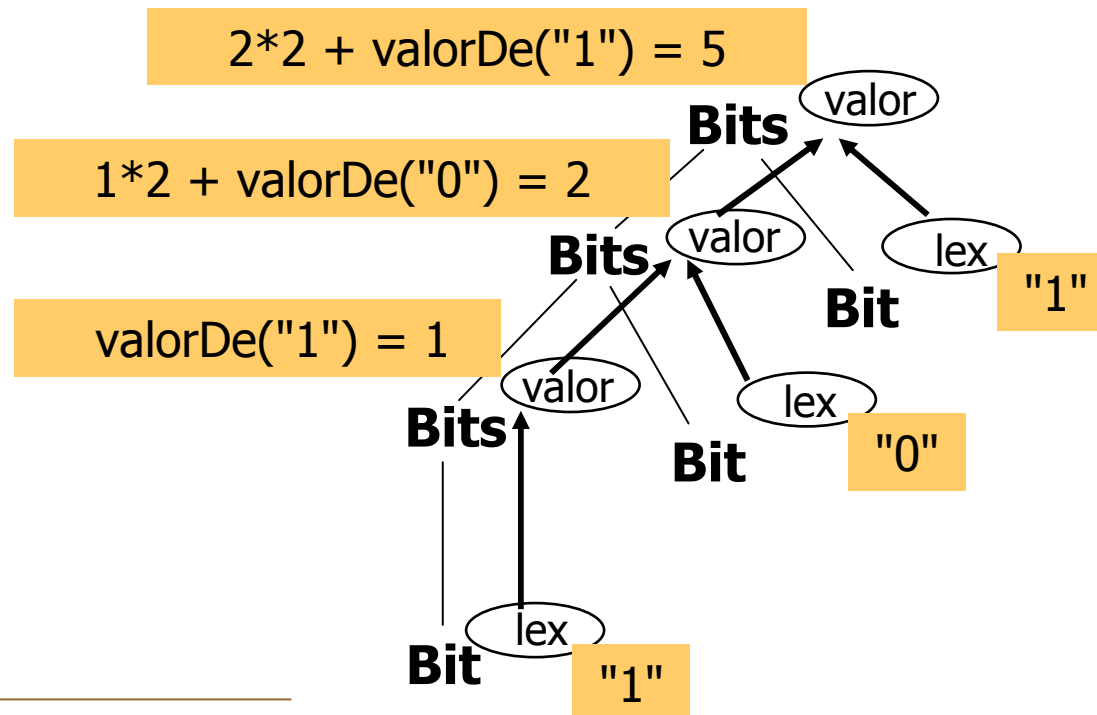 2*2 + valorDe("1") = 5
valor
Bits
1*2 + valorDe("0") = 2
valor
lex
Bits
"1"
Bit
valorDe("1") = 1
valor
lex
Bits
"0"
Bit
lex
Bit
"1"